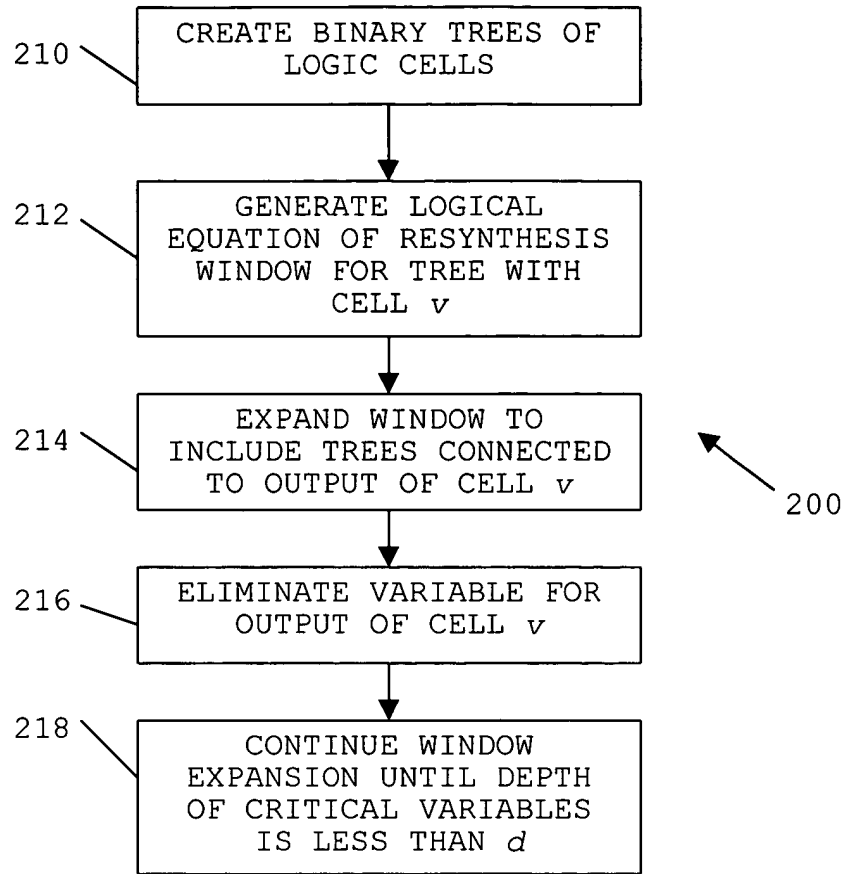 210
CREATE BINARY TREES OF
LOGIC CELLS
212
GENERATE LOGICAL
EQUATION OF RESYNTHESIS
WINDOW FOR TREE WITH
CELL v
214
EXPAND WINDOW TO
INCLUDE TREES CONNECTED
TO OUTPUT OF CELL v
200
216
ELIMINATE VARIABLE FOR
OUTPUT OF CELL v
218
CONTINUE WINDOW
EXPANSION UNTIL DEPTH
OF CRITICAL VARIABLES
IS LESS THAN d